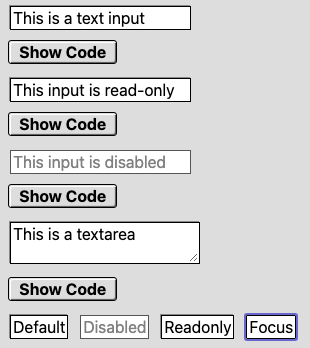 This is a text input
Show Code
This input is read-only
Show Code
This input is disabled
Show Code
This is a textarea
Show Code
Default Disabled Readonly Focus